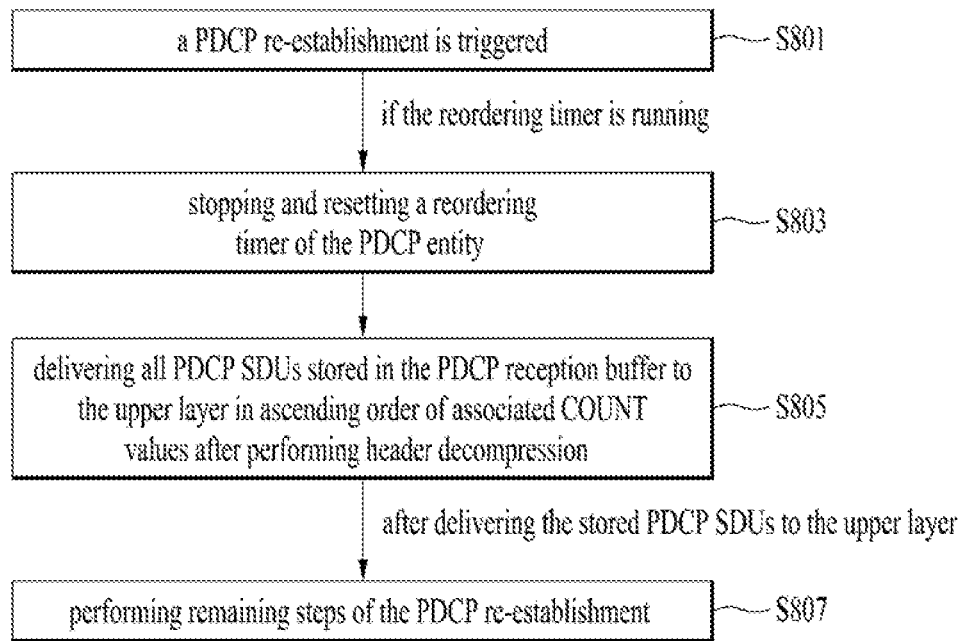 a PDCP re-establishment is triggered
S801
if the reordering timer is running
stopping and resetting a reordering
timer of the PDCP entity
S803
delivering all PDCP SDUs stored in the PDCP reception buffer to
the upper layer in ascending order of associated COUNT
values after performing header decompression
S805
after delivering the stored PDCP SDUs to the upper layer
performing remaining steps of the PDCP re-establishment
S807